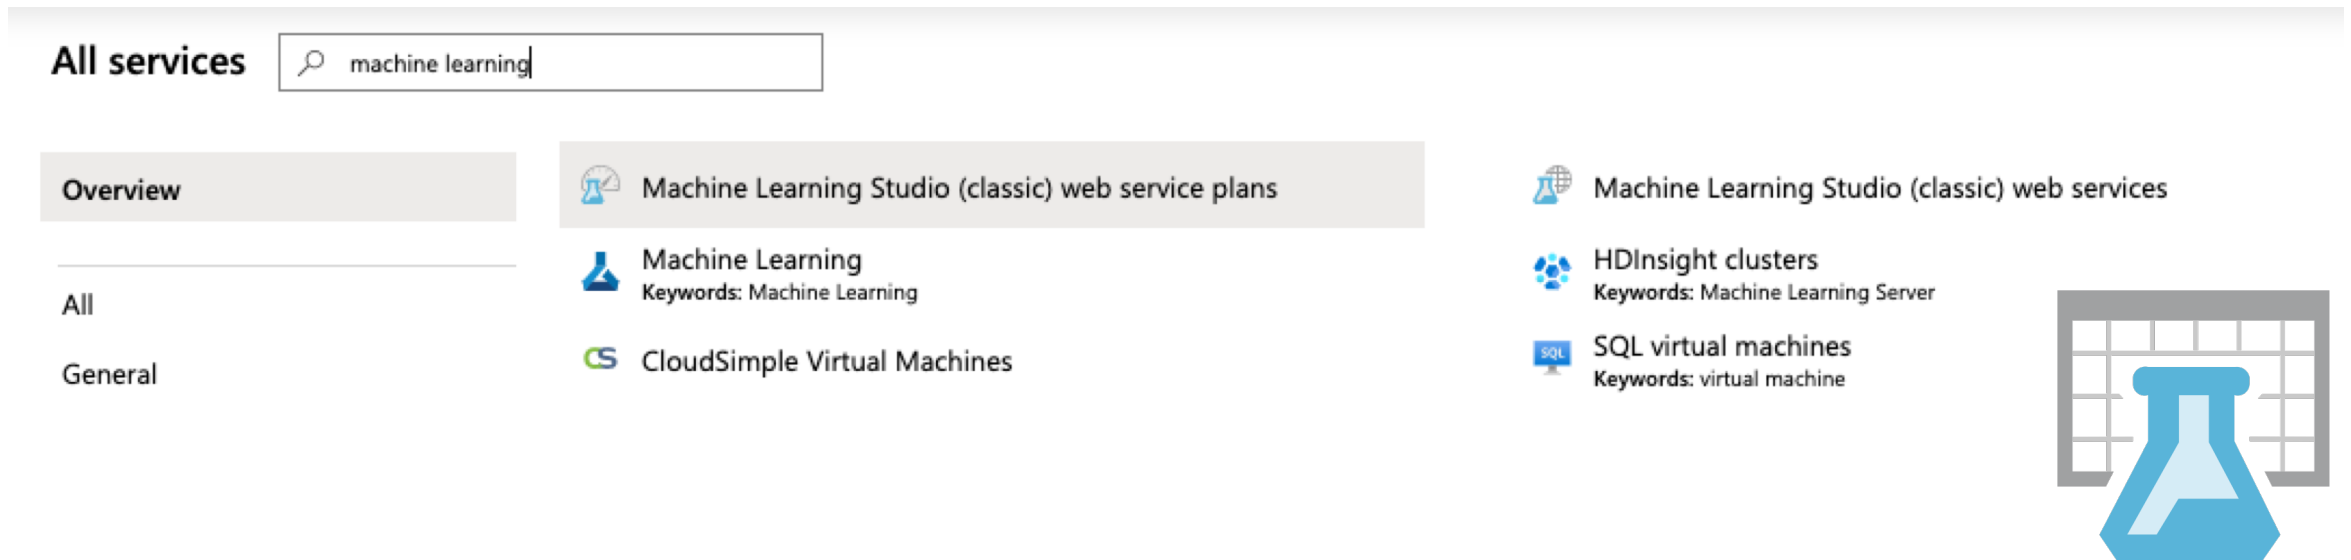 All services
machine learning
Overview
All
General
Machine Learning Studio (classic) web service plans
Machine Learning
Keywords: Machine Learning
CS CloudSimple Virtual Machines
Machine Learning Studio (classic) web services
HDInsight clusters
Keywords: Machine Learning Server
SQL SQL virtual machines
Keywords: virtual machine